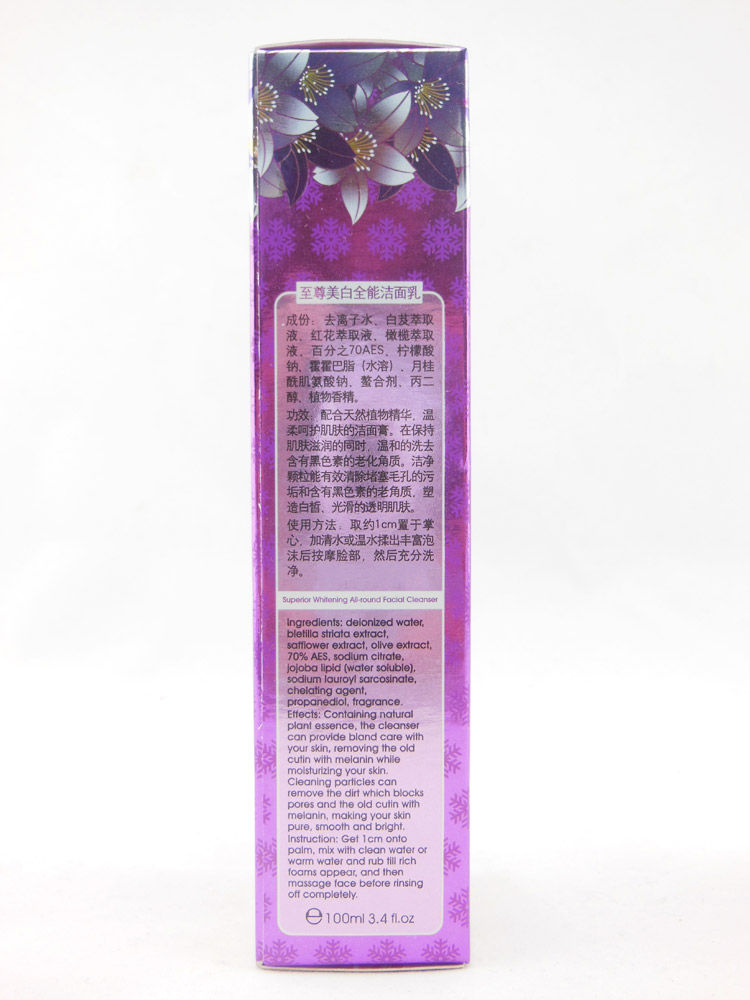 至尊美白全能洁面乳
成份：去离子水、白芨萃取
液、红花萃取液、橄榄萃取
液、百分之70AES、柠檬酸
钠、霍霍巴脂（水溶）、月桂
酰肌氨酸钠、螯合剂、丙二
醇、植物香精。
功效：配合天然植物精华，温
柔呵护肌肤的洁面膏。在保持
肌肤滋润的同时，温和的洗去
含有黑色素的老化角质。洁净
颗粒能有效清除堵塞毛孔的污
垢和含有黑色素的老角质，塑
造白皙、光滑的透明肌肤。
使用方法：取约1cm置于掌
心，加清水或温水揉出丰富泡
沫后按摩脸部，然后充分洗
净。
Superior Whitening All-round Facial Cleanser
Ingredients: deionized water,
bletilla striata extract,
safflower extract, olive extract,
70% AES, sodium citrate,
jojoba lipid (water soluble),
sodium lauroyl sarcosinate,
chelating agent,
propanediol, fragrance.
Effects: Containing natural
plant essence, the cleanser
can provide bland care with
your skin, removing the old
cutin with melanin while
moisturizing your skin.
Cleaning particles can
remove the dirt which blocks
pores and the old cutin with
melanin, making your skin
pure, smooth and bright.
Instruction: Get 1cm onto
palm, mix with clean water or
warm water and rub till rich
foams appear, and then
massage face before rinsing
off completely.
℮100ml 3.4 fl.oz